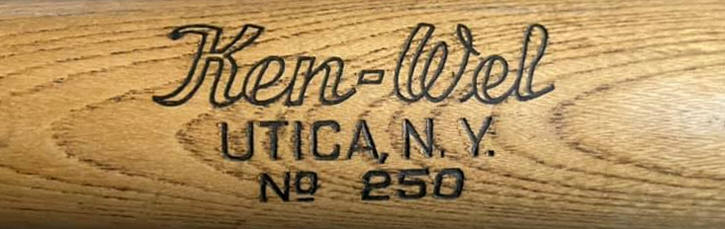 Ken-Wel
UTICA, N. Y.
Nº 250